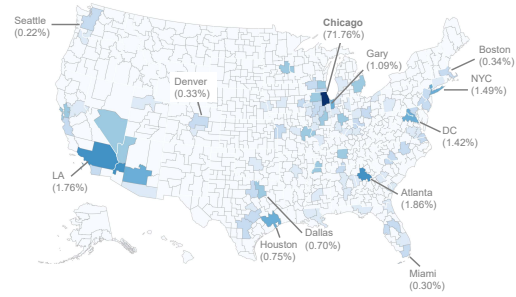 Seattle
(0.22%)
Chicago
(71.76%)
Gary
(1.09%)
Boston
(0.34%)
NYC
(1.49%)
Denver
(0.33%)
DC
(1.42%)
LA
(1.76%)
Atlanta
(1.86%)
Dallas
(0.70%)
Houston
(0.75%)
Miami
(0.30%)